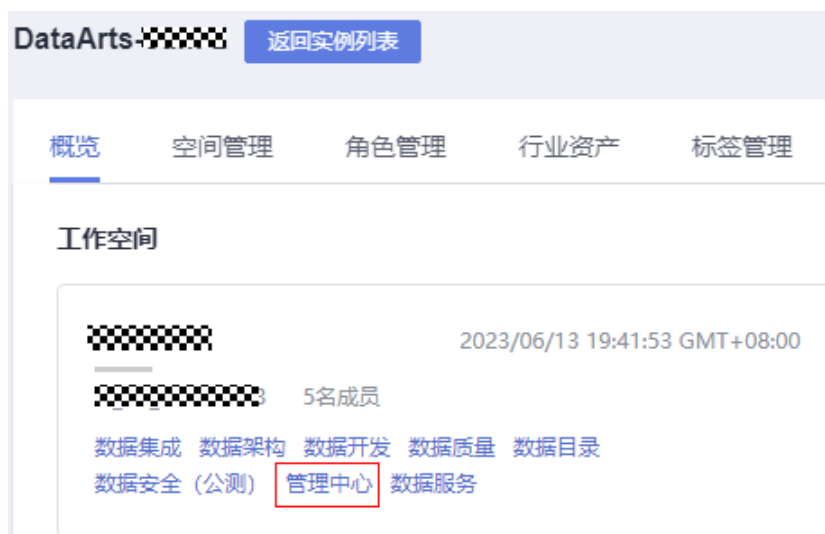 DataArts- 返回实例列表
概览 空间管理 角色管理 行业资产 标签管理
工作空间
2023/06/13 19:41:53 GMT+08:00
5名成员
数据集成 数据架构 数据开发 数据质量 数据目录
数据安全（公测） 管理中心 数据服务